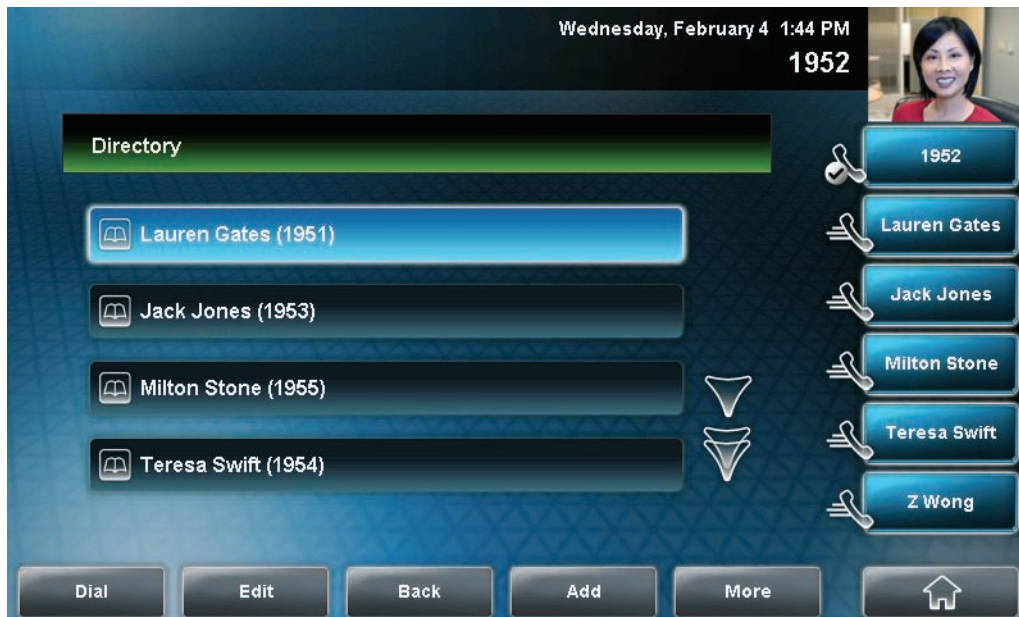 Wednesday, February 4 1:44 PM
1952
Directory
Lauren Gates (1951)
Jack Jones (1953)
Milton Stone (1955)
Teresa Swift (1954)
1952
Lauren Gates
Jack Jones
Milton Stone
Teresa Swift
Z Wong
Dial
Edit
Back
Add
More